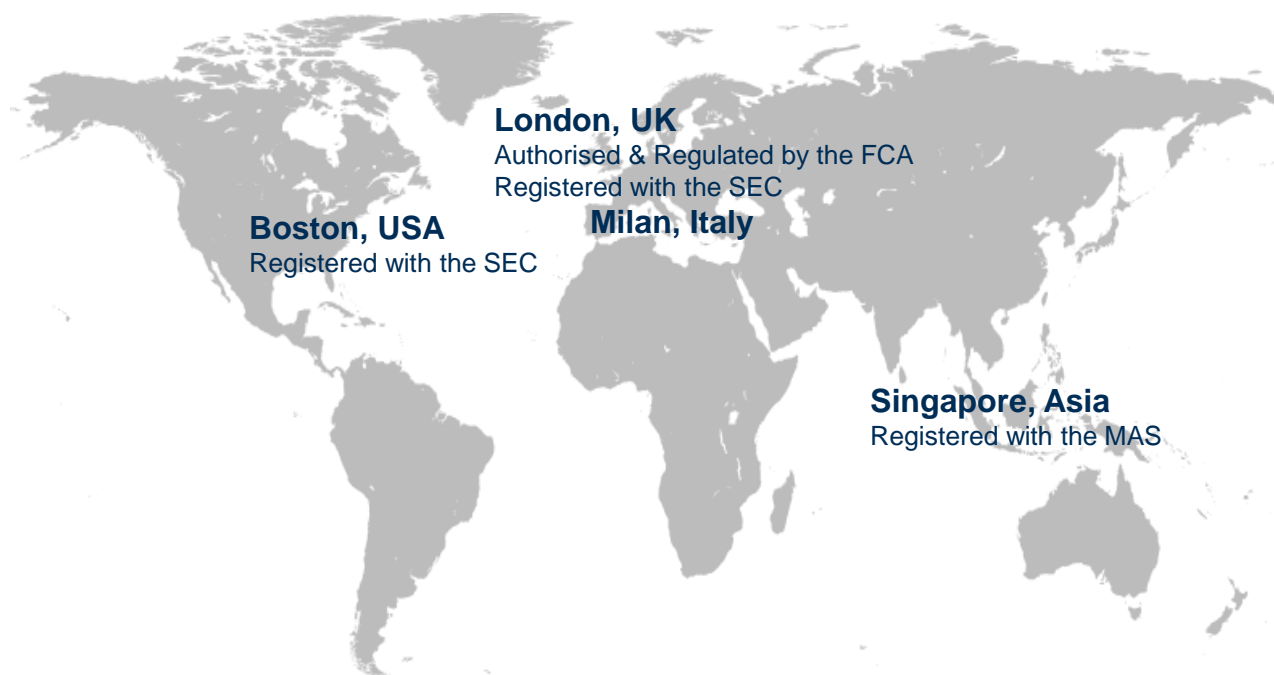 London, UK
Authorised & Regulated by the FCA
Registered with the SEC
Milan, Italy
Boston, USA
Registered with the SEC
Singapore, Asia
Registered with the MAS